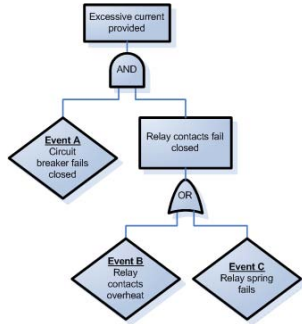 Excessive current
provided
AND
Event A
Circuit
breaker fails
closed
Relay contacts fail
closed
OR
Event B
Relay
contacts
overheat
Event C
Relay spring
fails